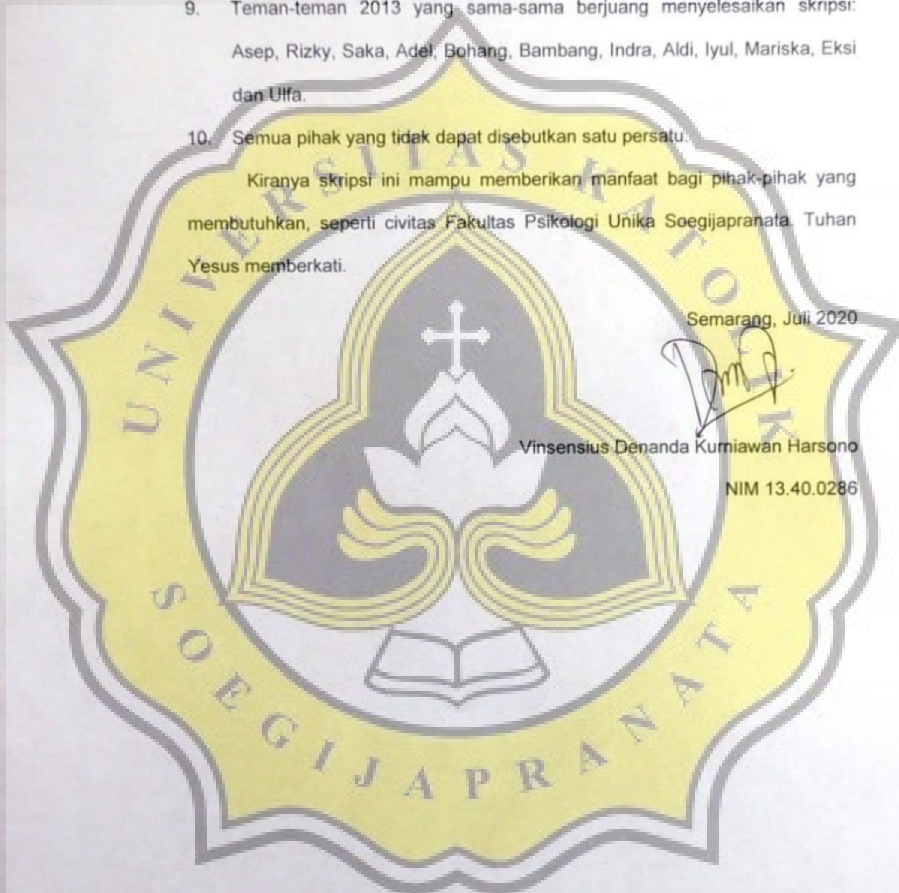 9. Teman-teman 2013 yang sama-sama berjuang menyelesaikan skripsi:
Asep, Rizky, Saka, Adel, Bohang, Bambang, Indra, Aldi, Iyul, Mariska, Eksi
dan Ulfa.
10. Semua pihak yang tidak dapat disebutkan satu persatu.
Kiranya skripsi ini mampu memberikan manfaat bagi pihak-pihak yang
membutuhkan, seperti civitas Fakultas Psikologi Unika Soegijapranata. Tuhan
Yesus memberkati.
Semarang, Juli 2020
Vinsensius Denanda Kurniawan Harsono
NIM 13.40.0286
UNIVERSITAS KATOLIK
SOEGIJAPRANATA